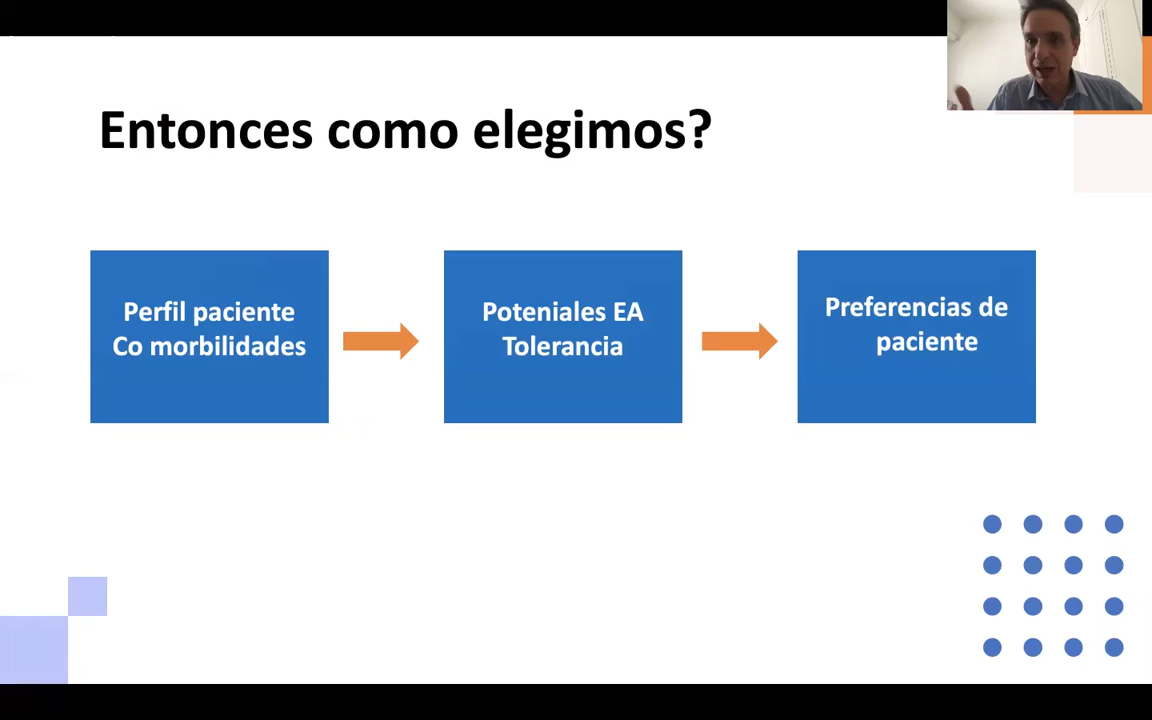 Entonces como elegimos?
Perfil paciente
Co morbilidades
Poteniales EA
Tolerancia
Preferencias de
paciente